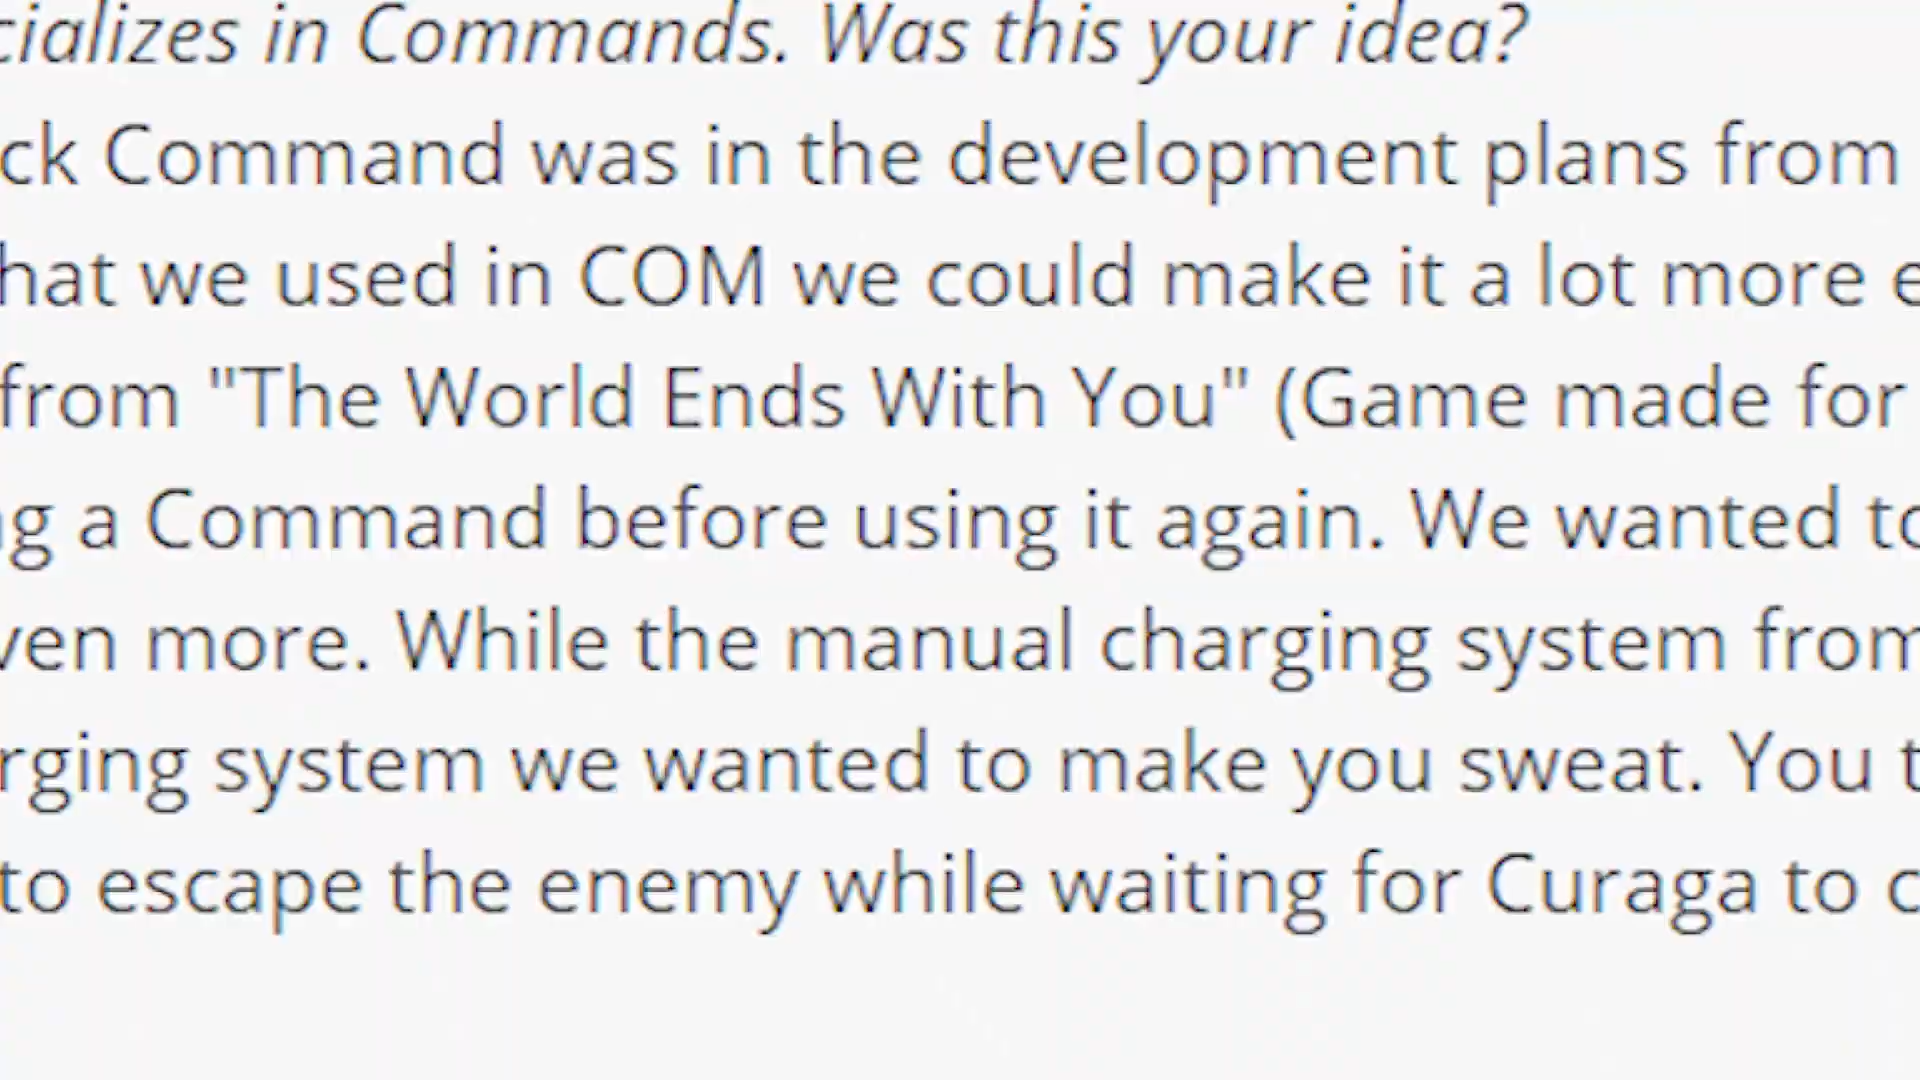 cializes in Commands. Was this your idea?
ck Command was in the development plans from
hat we used in COM we could make it a lot more e
from "The World Ends With You" (Game made for
ng a Command before using it again. We wanted to
ven more. While the manual charging system from
rging system we wanted to make you sweat. You t
to escape the enemy while waiting for Curaga to c